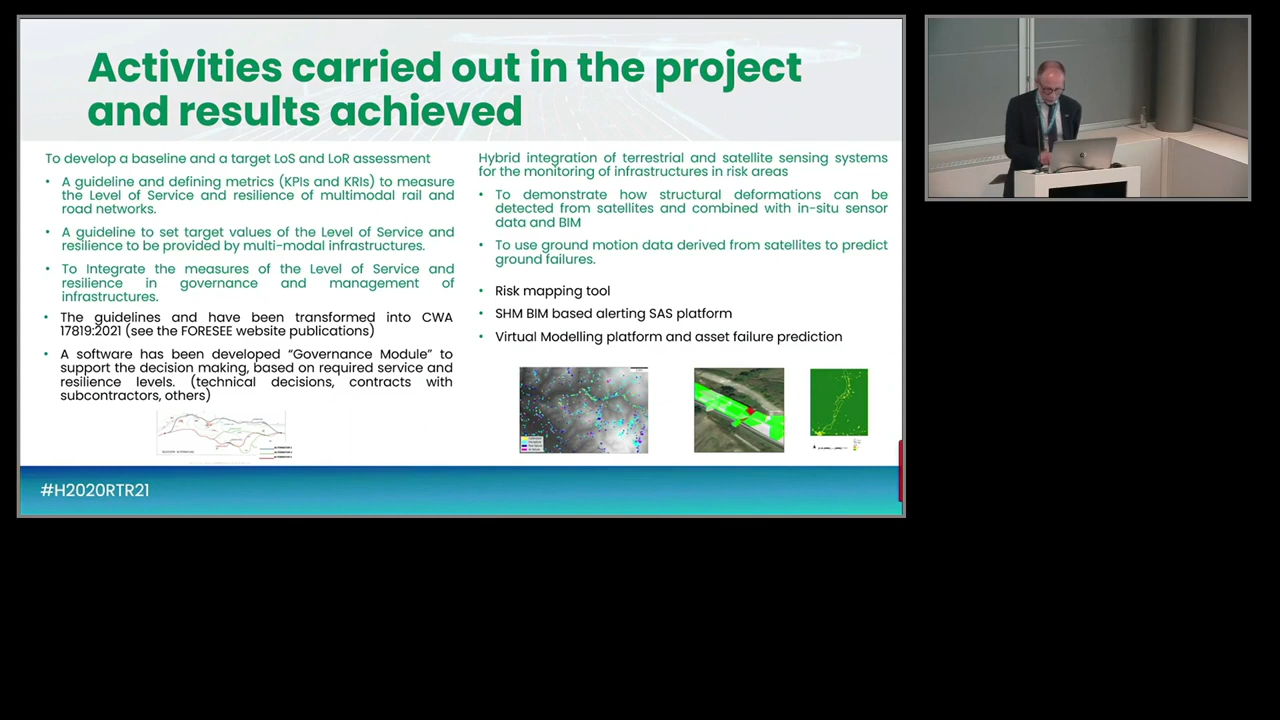 Activities carried out in the project
and results achieved
To develop a baseline and a target LoS and LoR assessment
• A guideline and defining metrics (KPIs and KRIs) to measure
the Level of Service and resilience of multimodal rail and
road networks.
• A guideline to set target values of the Level of Service and
resilience to be provided by multi-modal infrastructures.
• To Integrate the measures of the Level of Service and
resilience in governance and management of
infrastructures.
• The guidelines and have been transformed into CWA
17819:2021 (see the FORESEE website publications)
• A software has been developed “Governance Module” to
support the decision making, based on required service and
resilience levels. (technical decisions, contracts with
subcontractors, others)
Hybrid integration of terrestrial and satellite sensing systems
for the monitoring of infrastructures in risk areas
• To demonstrate how structural deformations can be
detected from satellites and combined with in-situ sensor
data and BIM
• To use ground motion data derived from satellites to predict
ground failures.
• Risk mapping tool
• SHM BIM based alerting SAS platform
• Virtual Modelling platform and asset failure prediction
#H2020RTR21